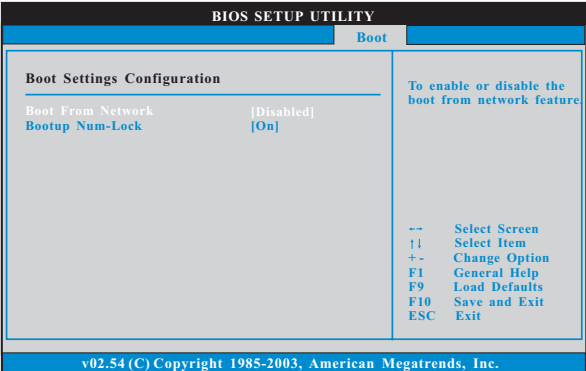 BIOS SETUP UTILITY
Boot
Boot Settings Configuration
Boot From Network [Disabled]
Bootup Num-Lock [On]
To enable or disable the
boot from network feature.
←→ Select Screen
↑↓ Select Item
+ - Change Option
F1 General Help
F9 Load Defaults
F10 Save and Exit
ESC Exit
v02.54 (C) Copyright 1985-2003, American Megatrends, Inc.